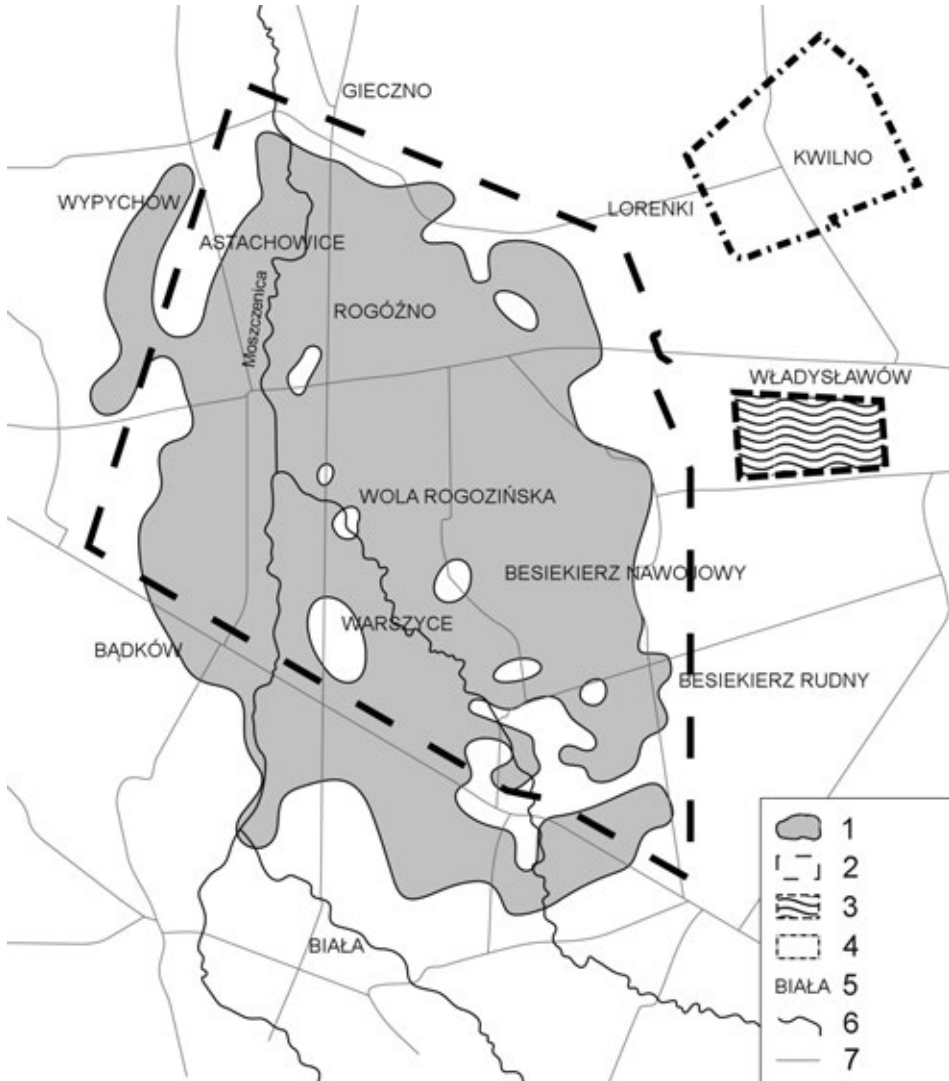 GIECZNO
KWILNO
WYPYCHÓW
LORENKI
ASTACHOWICE
Moszczenica
ROGÓŹNO
WŁADYSŁAWÓW
WOLA ROGOZIŃSKA
BESIEKIERZ NAWOJOWY
WARSZYCE
BĄDKÓW
BESIEKIERZ RUDNY
BIAŁA
1
2
3
4
BIAŁA 5
6
7